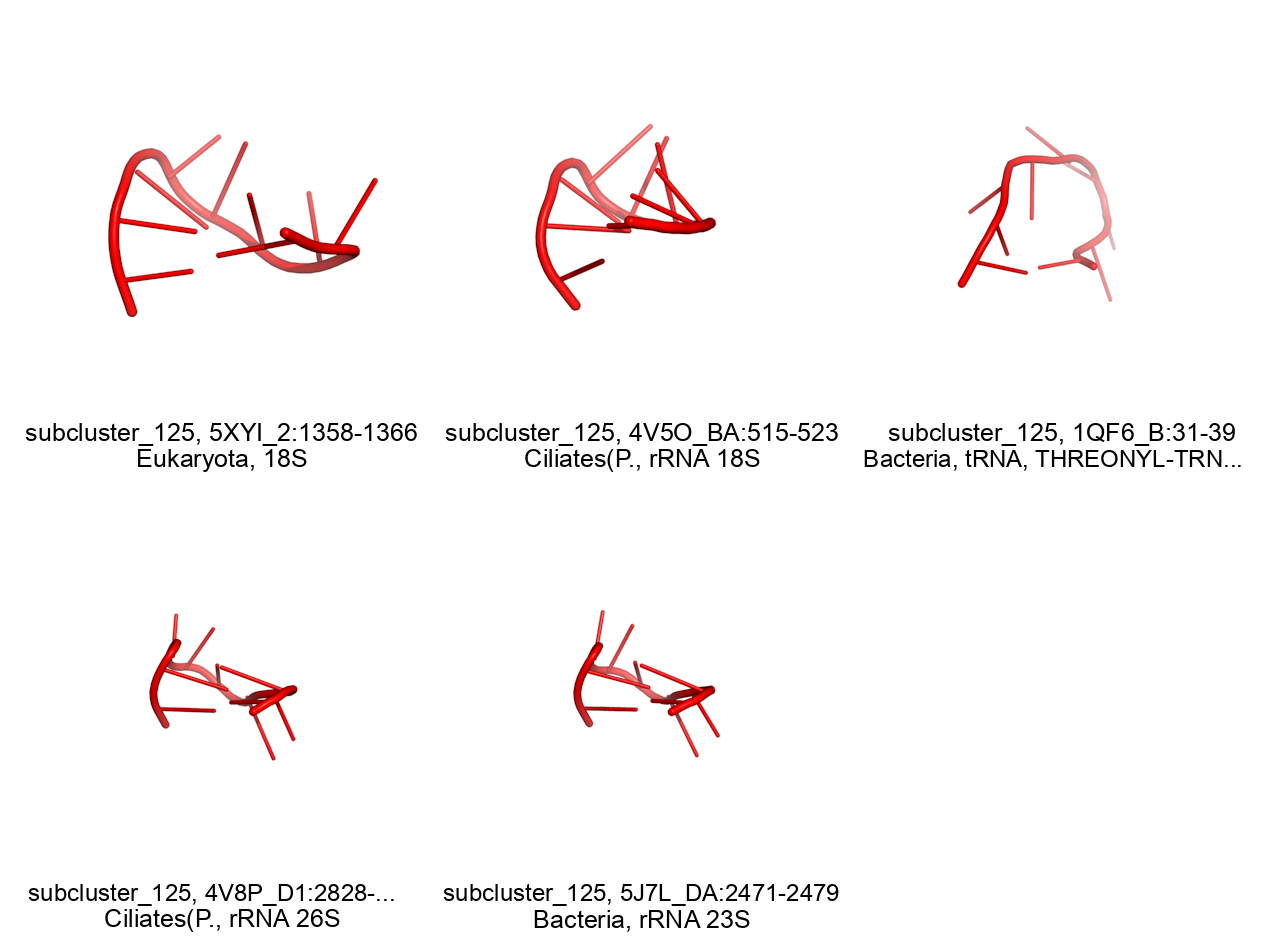 subcluster_125, 5XYI_2:1358-1366
Eukaryota, 18S
subcluster_125, 4V5O_BA:515-523
Ciliates(P., rRNA 18S
subcluster_125, 1QF6_B:31-39
Bacteria, tRNA, THREONYL-TRN...
subcluster_125, 4V8P_D1:2828-...
Ciliates(P., rRNA 26S
subcluster_125, 5J7L_DA:2471-2479
Bacteria, rRNA 23S